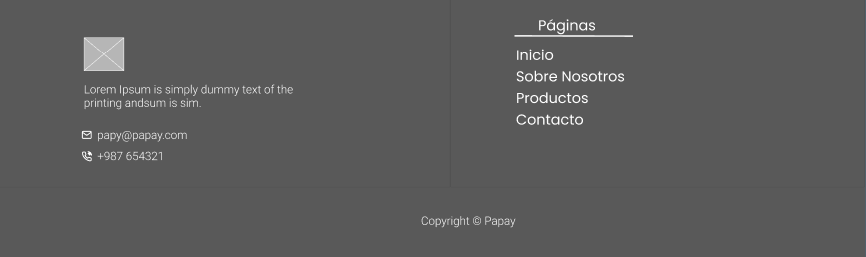 Lorem Ipsum is simply dummy text of the
printing andsum is sim.
papy@papay.com
+987 654321
Páginas
Inicio
Sobre Nosotros
Productos
Contacto
Copyright © Papay